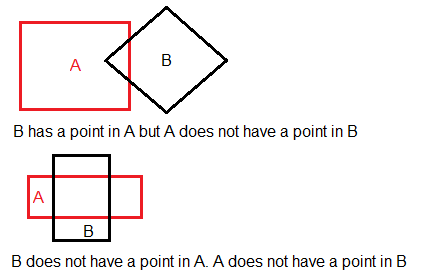 A
B
B has a point in A but A does not have a point in B
A
B
B does not have a point in A. A does not have a point in B